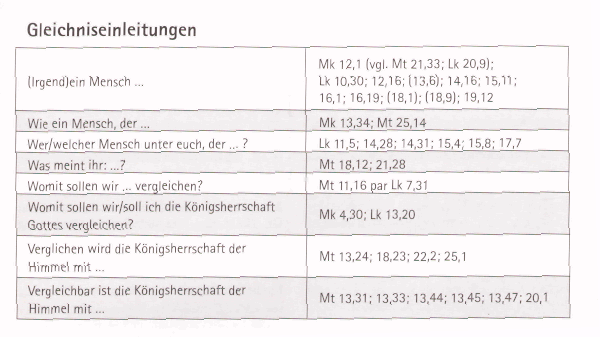 Gleichniseinleitungen
(Irgend)ein Mensch ...
Mk 12,1 (vgl. Mt 21,33; Lk 20,9);
Lk 10,30; 12,16; (13,6); 14,16; 15,11;
16,1; 16,19; (18,1); (18,9); 19,12
Wie ein Mensch, der ...
Mk 13,34; Mt 25,14
Wer/welcher Mensch unter euch, der ... ?
Lk 11,5; 14,28; 14,31; 15,4; 15,8; 17,7
Was meint ihr: ...?
Mt 18,12; 21,28
Womit sollen wir ... vergleichen?
Mt 11,16 par Lk 7,31
Womit sollen wir/soll ich die Königsherrschaft
Gottes vergleichen?
Mk 4,30; Lk 13,20
Verglichen wird die Königsherrschaft der
Himmel mit ...
Mt 13,24; 18,23; 22,2; 25,1
Vergleichbar ist die Königsherrschaft der
Himmel mit ...
Mt 13,31; 13,33; 13,44; 13,45; 13,47; 20,1